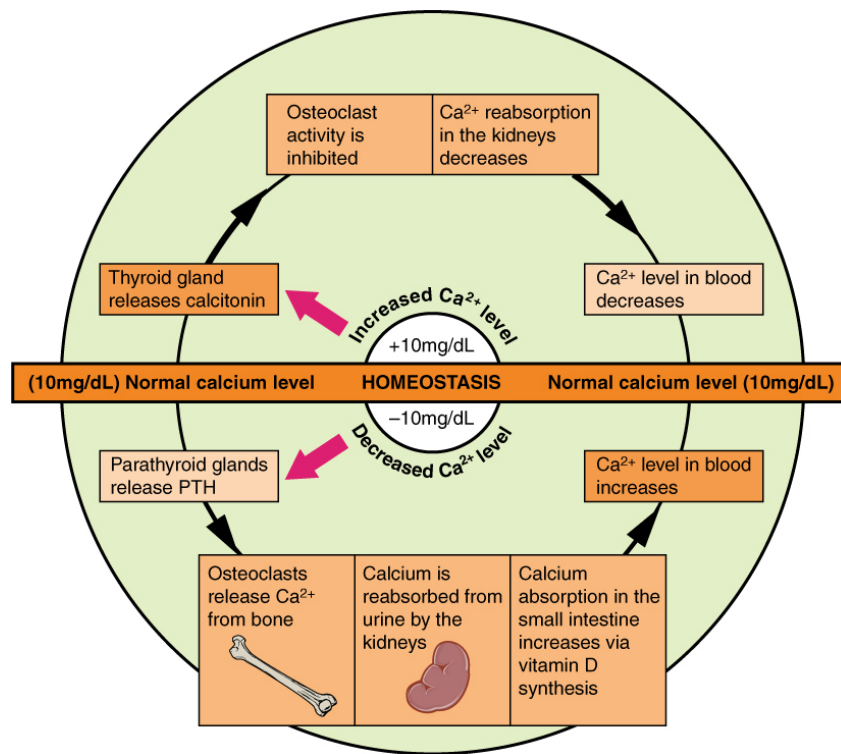 Osteoclast
activity is
inhibited
Ca²⁺ reabsorption
in the kidneys
decreases
Thyroid gland
releases calcitonin
Increased Ca²⁺ level
Ca²⁺ level in blood
decreases
+10mg/dL
(10mg/dL) Normal calcium level HOMEOSTASIS Normal calcium level (10mg/dL)
–10mg/dL
Decreased Ca²⁺ level
Parathyroid glands
release PTH
Ca²⁺ level in blood
increases
Osteoclasts
release Ca²⁺
from bone
Calcium is
reabsorbed from
urine by the
kidneys
Calcium
absorption in the
small intestine
increases via
vitamin D
synthesis